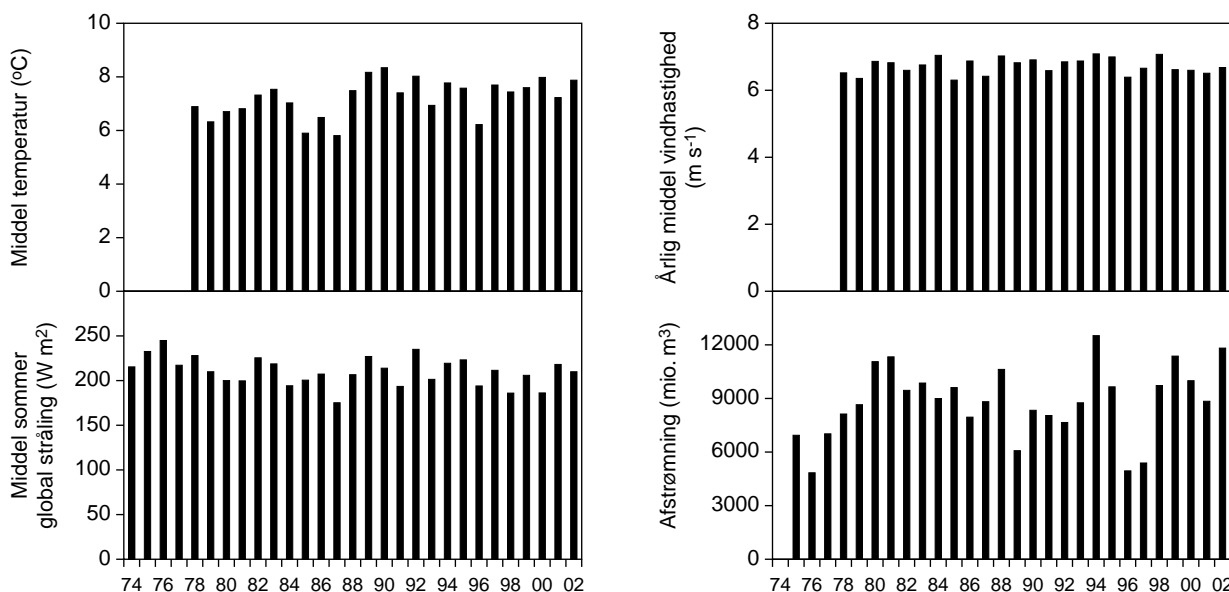 Middel temperatur (ºC)
10
8
6
4
2
0
Middel sommer
global stråling (W m²)
250
200
150
100
50
0
74 76 78 80 82 84 86 88 90 92 94 96 98 00 02
Årlig middel vindhastighed
(m s-1)
8
6
4
2
0
Afstrømning (mio. m³)
12000
9000
6000
3000
0
74 76 78 80 82 84 86 88 90 92 94 96 98 00 02